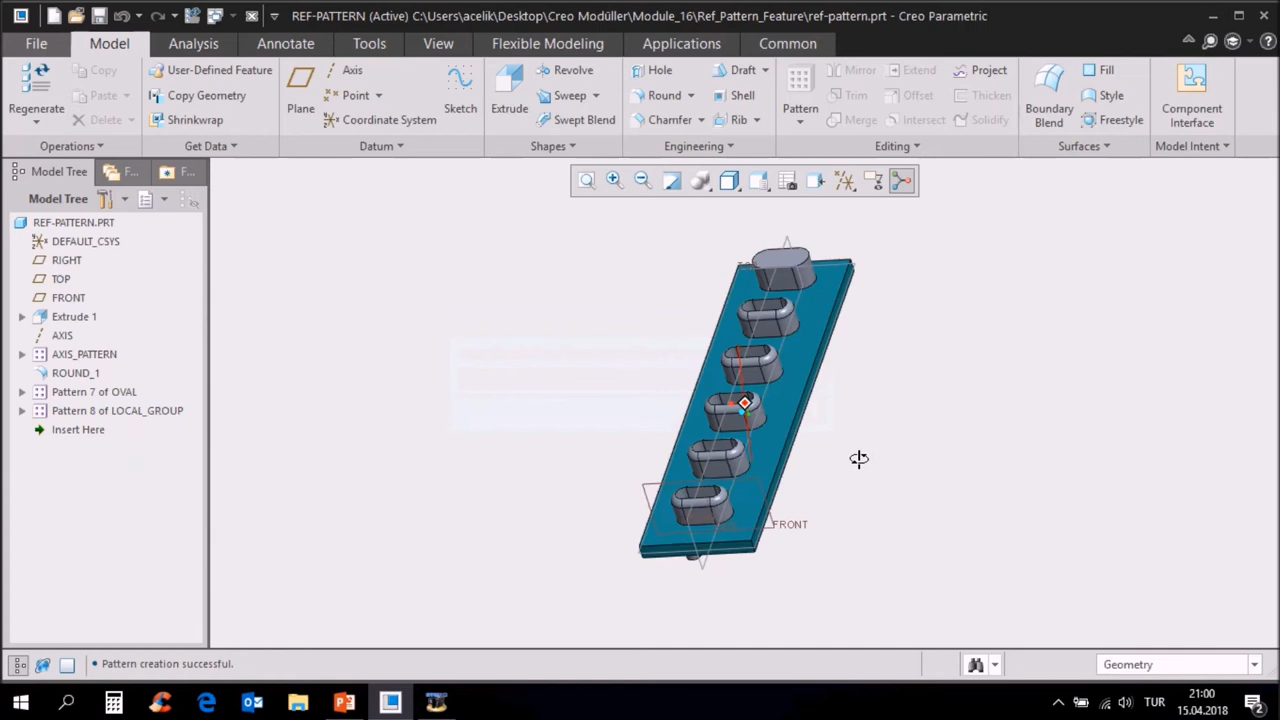 REF-PATTERN (Active) C:\Users\acelik\Desktop\Creo Modüller\Module_16\Ref_Pattern_Feature\ref-pattern.prt - Creo Parametric
File Model Analysis Annotate Tools View Flexible Modeling Applications Common
Regenerate
Copy
Paste
Delete
Operations
User-Defined Feature
Copy Geometry
Shrinkwrap
Get Data
Plane
Axis
Point
Coordinate System
Sketch
Datum
Extrude
Revolve
Sweep
Swept Blend
Shapes
Hole
Round
Chamfer
Draft
Shell
Rib
Engineering
Pattern
Mirror
Trim
Merge
Extend
Offset
Intersect
Project
Thicken
Solidify
Editing
Boundary
Blend
Fill
Style
Freestyle
Surfaces
Component
Interface
Model Intent
Model Tree
F...
F...
Model Tree
REF-PATTERN.PRT
DEFAULT_CSYS
RIGHT
TOP
FRONT
Extrude 1
AXIS
AXIS_PATTERN
ROUND_1
Pattern 7 of OVAL
Pattern 8 of LOCAL_GROUP
Insert Here
FRONT
Pattern creation successful.
Geometry
TUR
21:00
15.04.2018
2